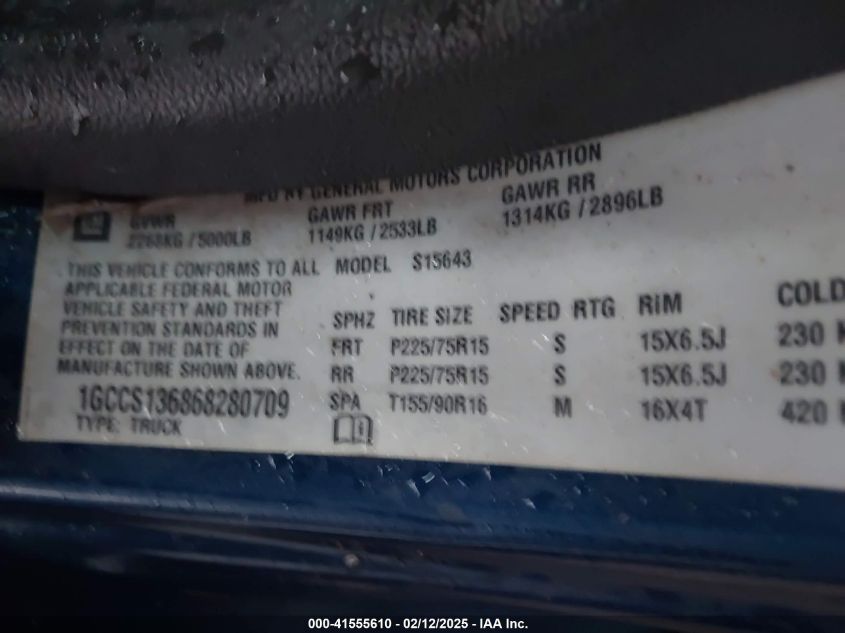 MFD BY GENERAL MOTORS CORPORATION
GM
GVWR GAWR FRT GAWR RR
2268KG / 5000LB 1149KG / 2533LB 1314KG / 2896LB
THIS VEHICLE CONFORMS TO ALL MODEL S15643
APPLICABLE FEDERAL MOTOR
VEHICLE SAFETY AND THEFT
PREVENTION STANDARDS IN
EFFECT ON THE DATE OF
MANUFACTURE SHOWN ABOVE.
1GCCS136868280709
TYPE: TRUCK
SPHZ TIRE SIZE SPEED RTG RIM COLD
FRT P225/75R15 S 15X6.5J 230 K
RR P225/75R15 S 15X6.5J 230
SPA T155/90R16 M 16X4T 420
000-41555610 - 02/12/2025 - IAA Inc.